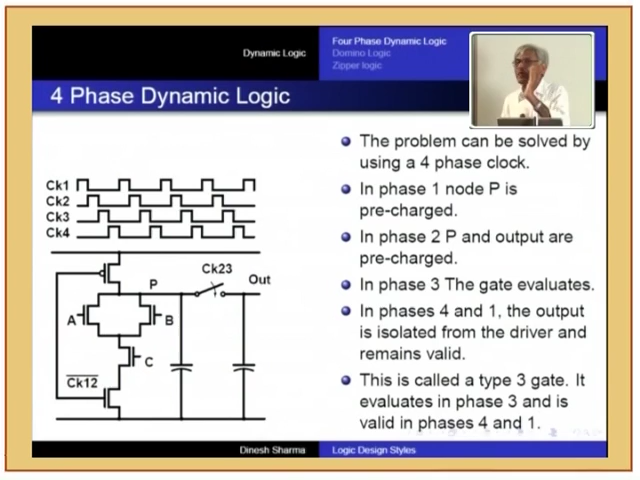 Dynamic Logic
Four Phase Dynamic Logic
Domino Logic
Zipper logic
4 Phase Dynamic Logic
Ck1
Ck2
Ck3
Ck4
P
Ck23
Out
A
B
C
Ck12
The problem can be solved by
using a 4 phase clock.
In phase 1 node P is
pre-charged.
In phase 2 P and output are
pre-charged.
In phase 3 The gate evaluates.
In phases 4 and 1, the output
is isolated from the driver and
remains valid.
This is called a type 3 gate. It
evaluates in phase 3 and is
valid in phases 4 and 1.
Dinesh Sharma
Logic Design Styles